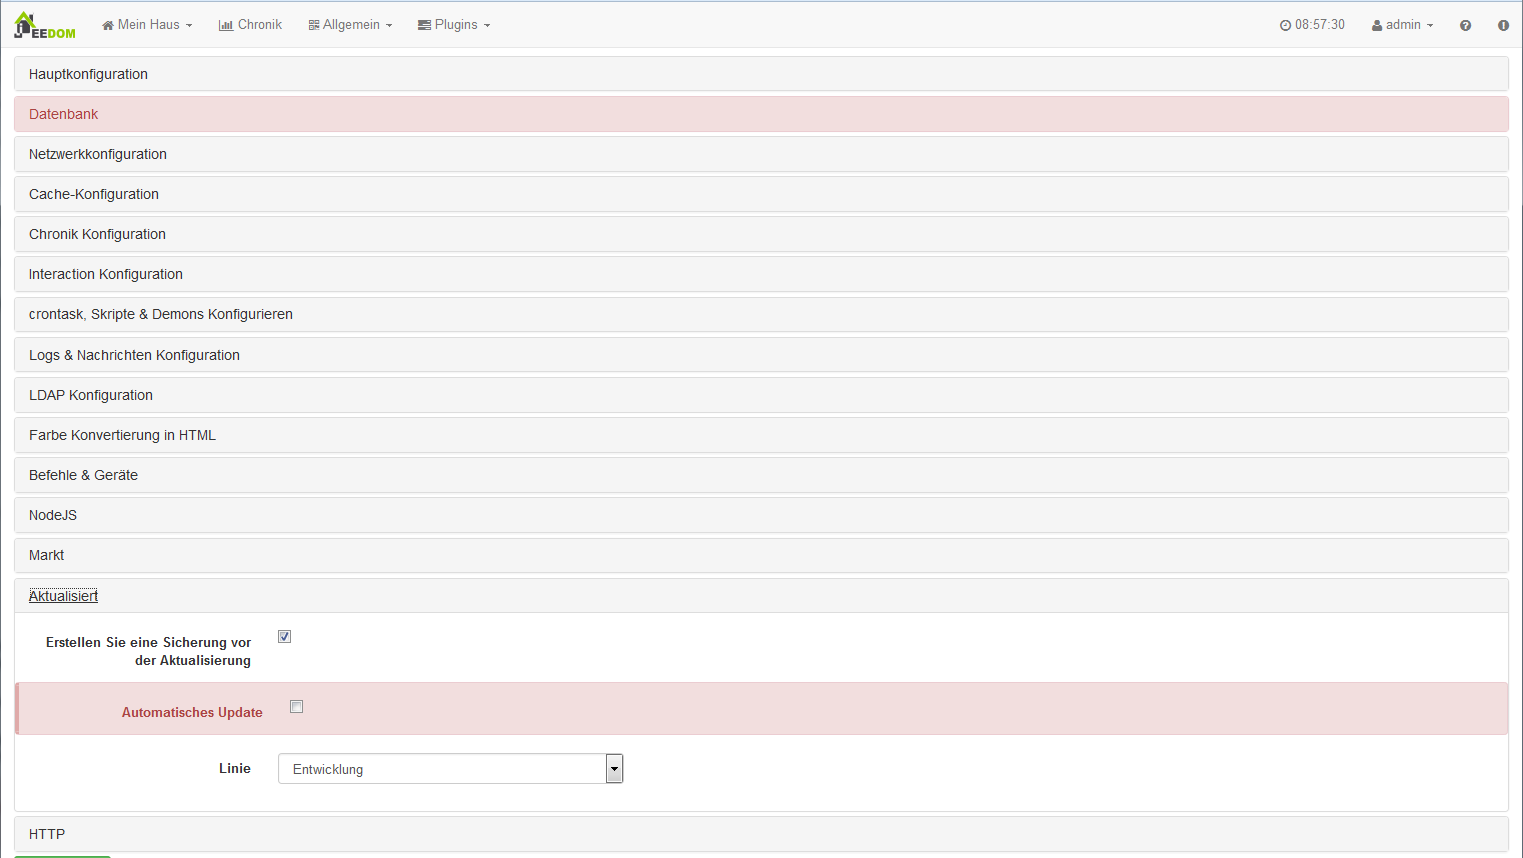 JEEDOM Mein Haus Chronik Allgemein Plugins 08:57:30 admin
Hauptkonfiguration
Datenbank
Netzwerkkonfiguration
Cache-Konfiguration
Chronik Konfiguration
Interaction Konfiguration
crontask, Skripte & Demons Konfigurieren
Logs & Nachrichten Konfiguration
LDAP Konfiguration
Farbe Konvertierung in HTML
Befehle & Geräte
NodeJS
Markt
Aktualisiert
Erstellen Sie eine Sicherung vor
der Aktualisierung
Automatisches Update
Linie Entwicklung
HTTP